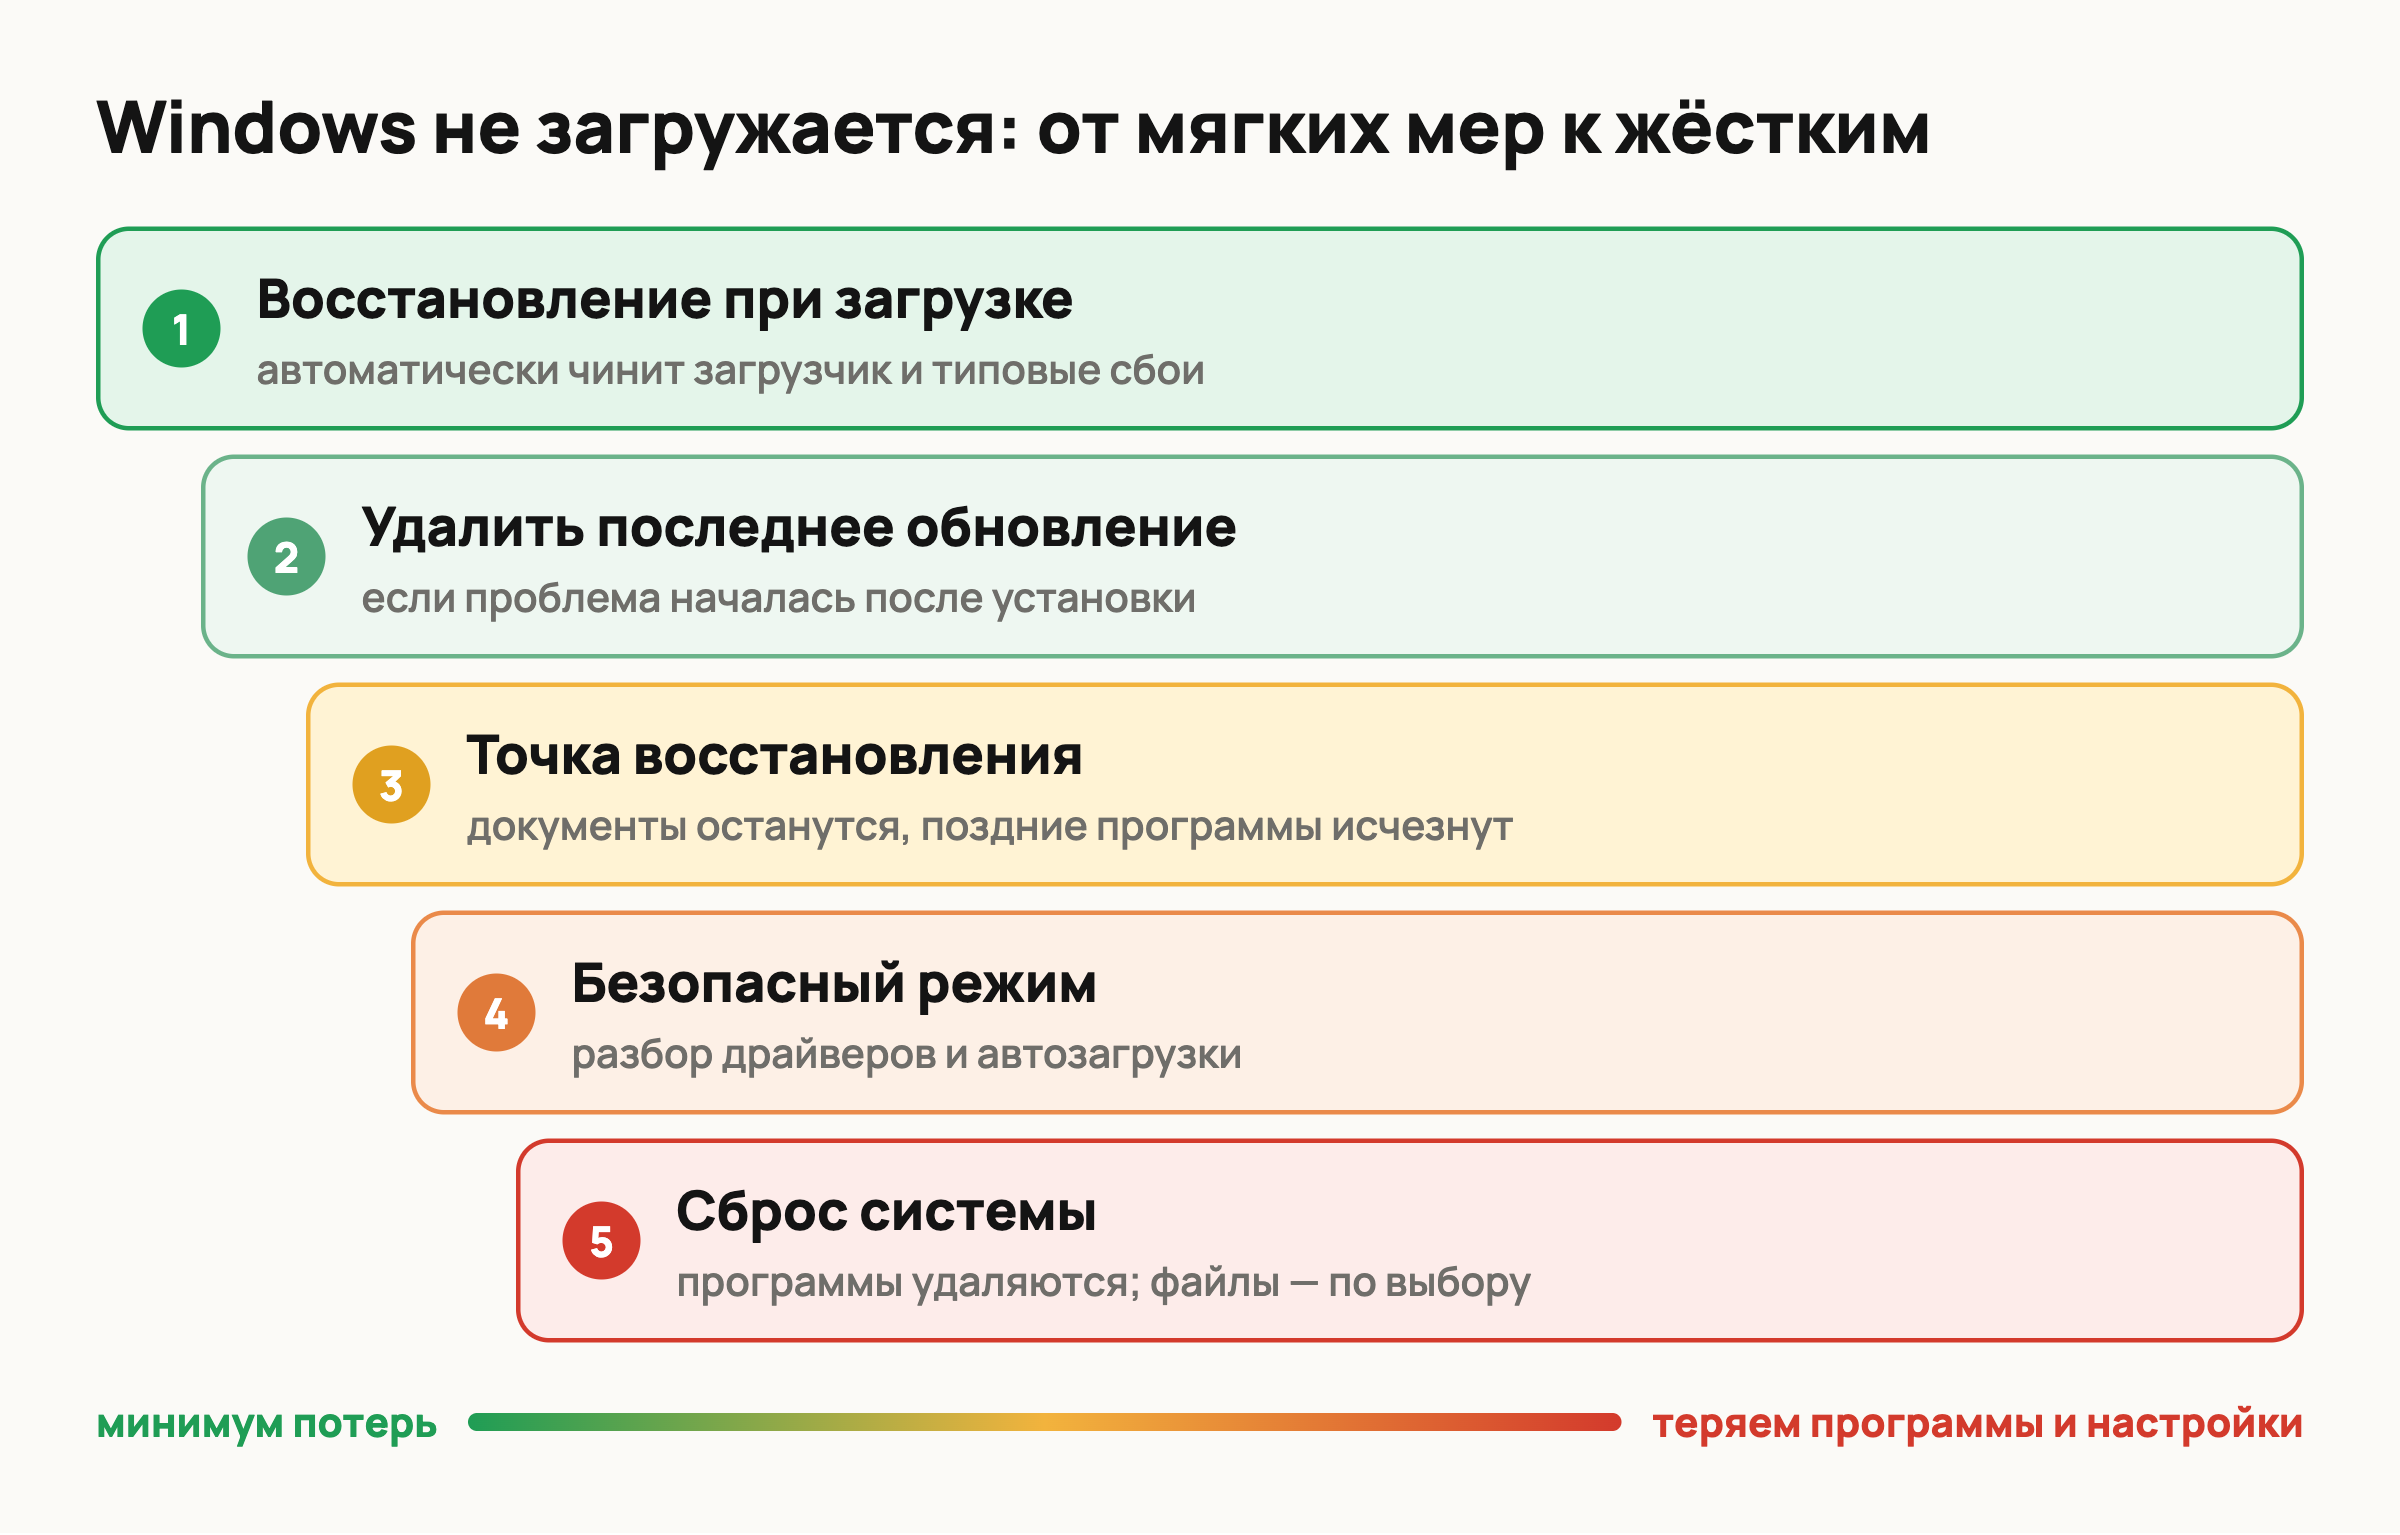 Windows не загружается: от мягких мер к жёстким
1
Восстановление при загрузке
автоматически чинит загрузчик и типовые сбои
2
Удалить последнее обновление
если проблема началась после установки
3
Точка восстановления
документы останутся, поздние программы исчезнут
4
Безопасный режим
разбор драйверов и автозагрузки
5
Сброс системы
программы удаляются; файлы — по выбору
минимум потерь
теряем программы и настройки